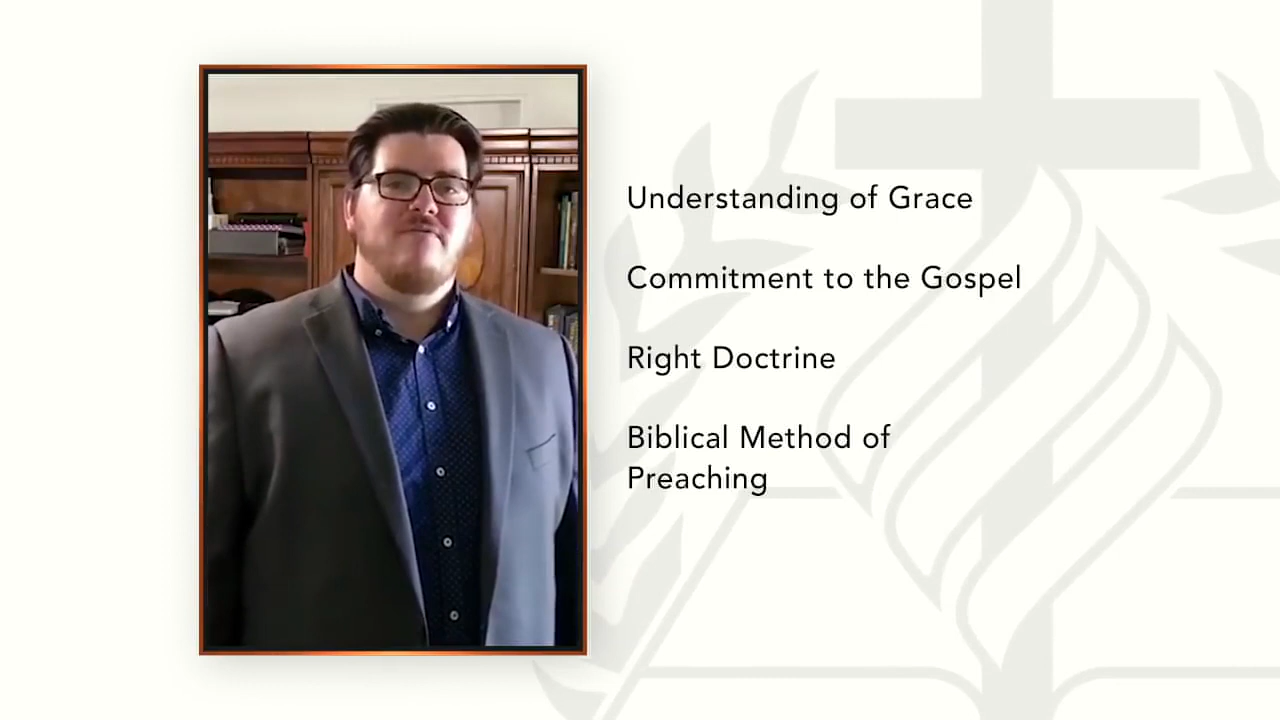 Understanding of Grace
Commitment to the Gospel
Right Doctrine
Biblical Method of
Preaching